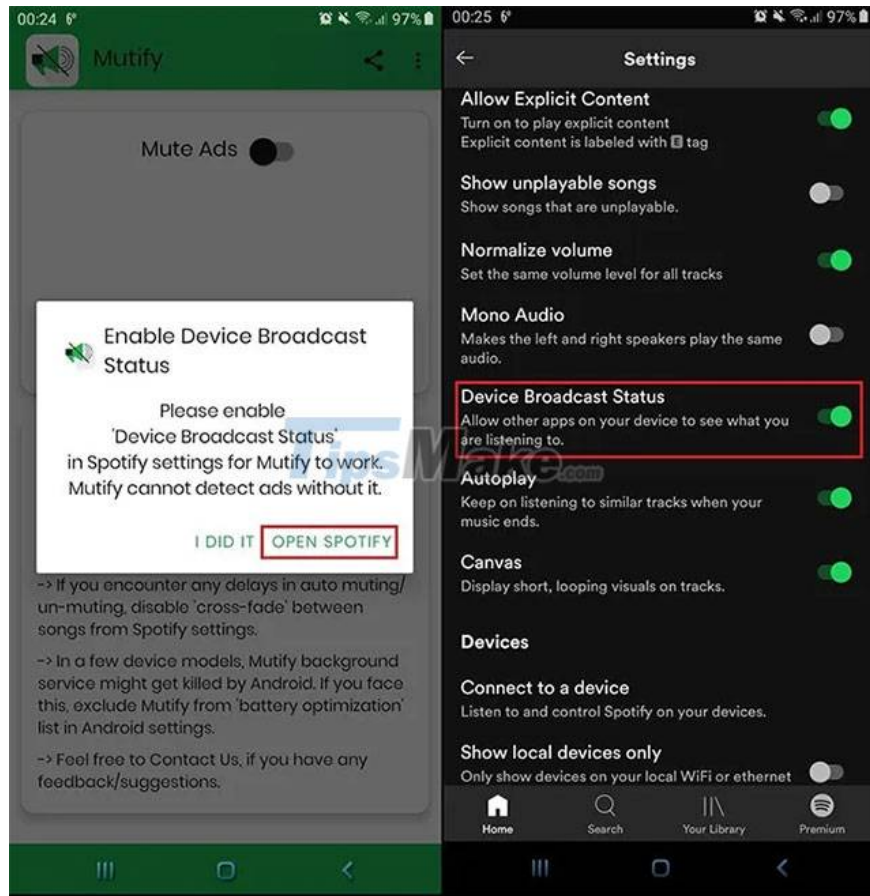 00:24 6° 97%
Mutify
Mute Ads
Enable Device Broadcast
Status
Please enable
'Device Broadcast Status'
in Spotify settings for Mutify to work.
Mutify cannot detect ads without it.
I DID IT OPEN SPOTIFY
-> If you encounter any delays in auto muting/
un-muting, disable 'cross-fade' between
songs from Spotify settings.
-> In a few device models, Mutify background
service might get killed by Android. If you face
this, exclude Mutify from 'battery optimization'
list in Android settings.
-> Feel free to Contact Us, if you have any
feedback/suggestions.
00:25 6° 97%
Settings
Allow Explicit Content
Turn on to play explicit content
Explicit content is labeled with E tag
Show unplayable songs
Show songs that are unplayable.
Normalize volume
Set the same volume level for all tracks
Mono Audio
Makes the left and right speakers play the same
audio.
Device Broadcast Status
Allow other apps on your device to see what you
are listening to.
Autoplay
Keep on listening to similar tracks when your
music ends.
Canvas
Display short, looping visuals on tracks.
Devices
Connect to a device
Listen to and control Spotify on your devices.
Show local devices only
Only show devices on your local WiFi or ethernet
Home Search Your Library Premium
TipsMake.com